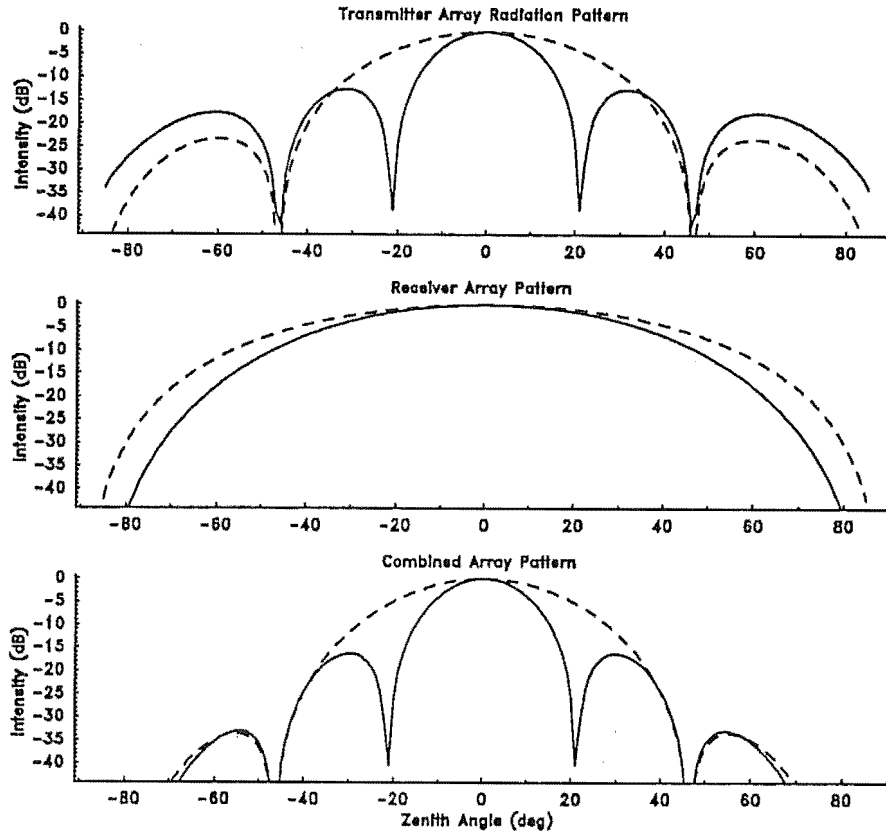 Transmitter Array Radiation Pattern
Intensity (dB)
0
-5
-10
-15
-20
-25
-30
-35
-40
-80 -60 -40 -20 0 20 40 60 80
Receiver Array Pattern
Intensity (dB)
0
-5
-10
-15
-20
-25
-30
-35
-40
-80 -60 -40 -20 0 20 40 60 80
Combined Array Pattern
Intensity (dB)
0
-5
-10
-15
-20
-25
-30
-35
-40
-80 -60 -40 -20 0 20 40 60 80
Zenith Angle (deg)